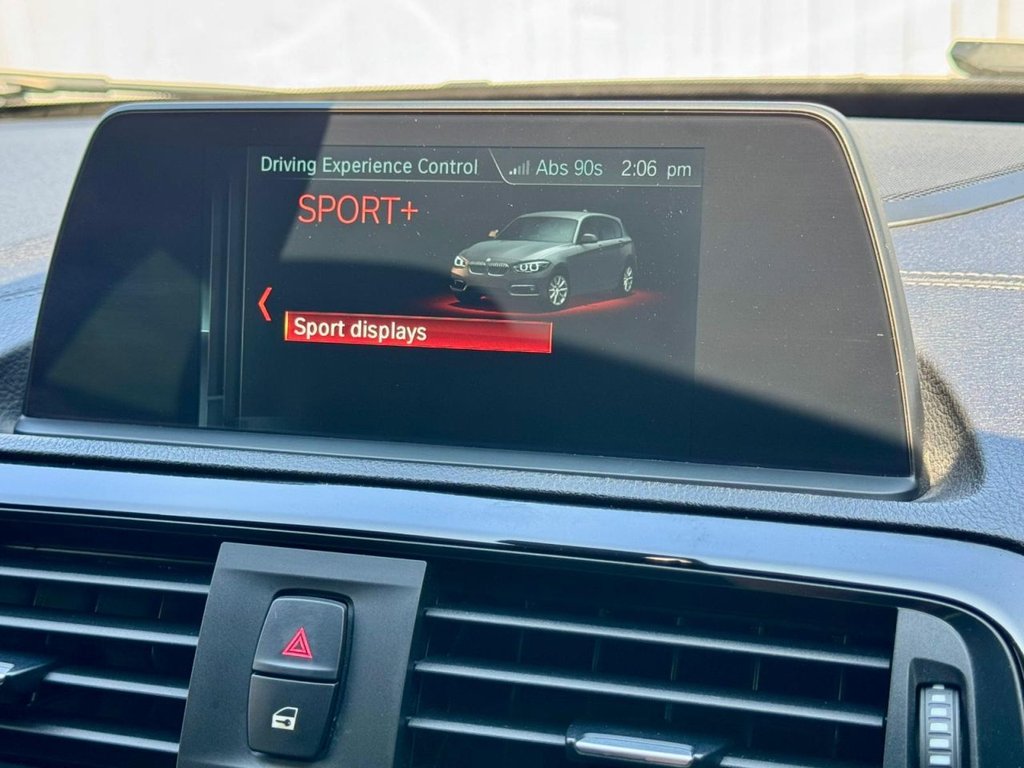 Driving Experience Control Abs 90s 2:06 pm
SPORT+
Sport displays